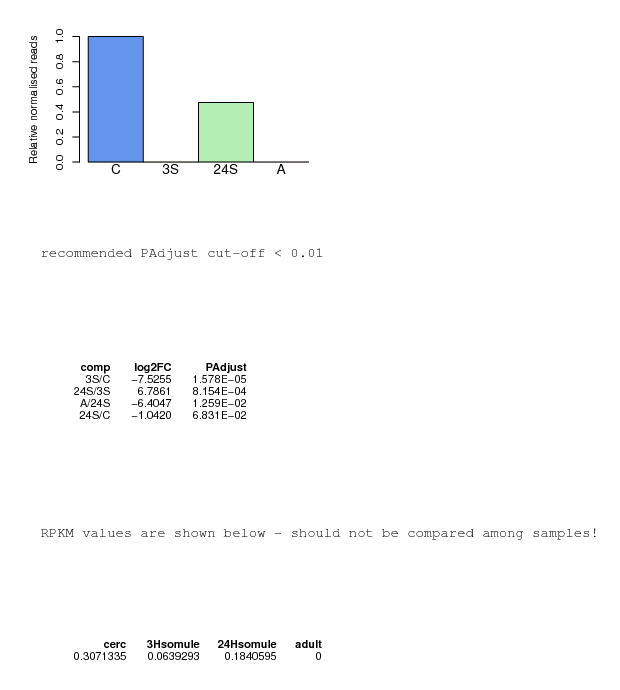 Relative normalised reads
1.0
0.8
0.6
0.4
0.2
0.0
C 3S 24S A
recommended PAdjust cut-off < 0.01
comp log2FC PAdjust
3S/C −7.5255 1.578E−05
24S/3S 6.7861 8.154E−04
A/24S −6.4047 1.259E−02
24S/C −1.0420 6.831E−02
RPKM values are shown below - should not be compared among samples!
cerc 3Hsomule 24Hsomule adult
0.3071335 0.0639293 0.1840595 0